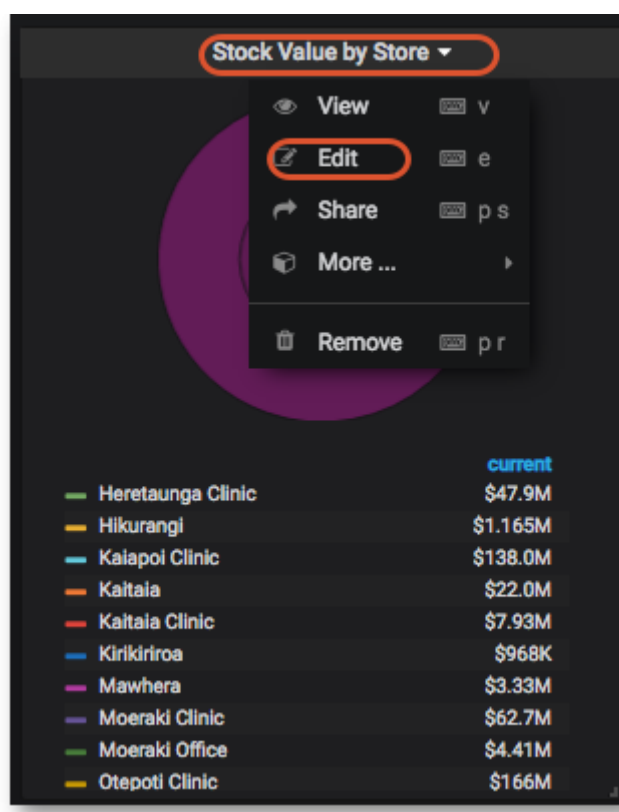 Stock Value by Store
View v
Edit e
Share p s
More ...
Remove p r
current
Heretaunga Clinic $47.9M
Hikurangi $1.165M
Kaiapoi Clinic $138.0M
Kaitaia $22.0M
Kaitaia Clinic $7.93M
Kirikiriroa $968K
Mawhera $3.33M
Moeraki Clinic $62.7M
Moeraki Office $4.41M
Otepoti Clinic $166M